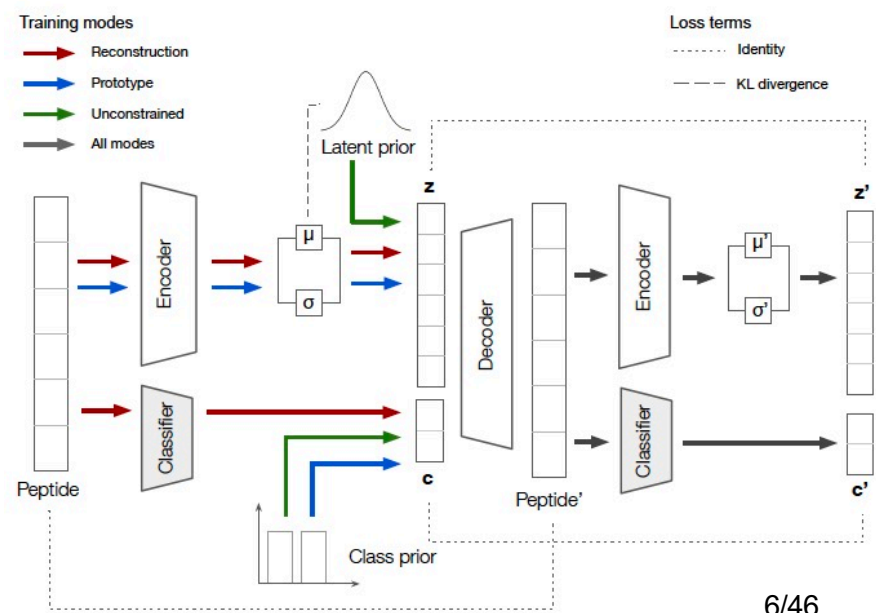 Training modes
Reconstruction
Prototype
Unconstrained
All modes
Loss terms
Identity
KL divergence
Latent prior
z
z'
Encoder
μ
σ
Decoder
Encoder
μ'
σ'
Classifier
Classifier
Peptide
c
Peptide'
c'
Class prior
6/46